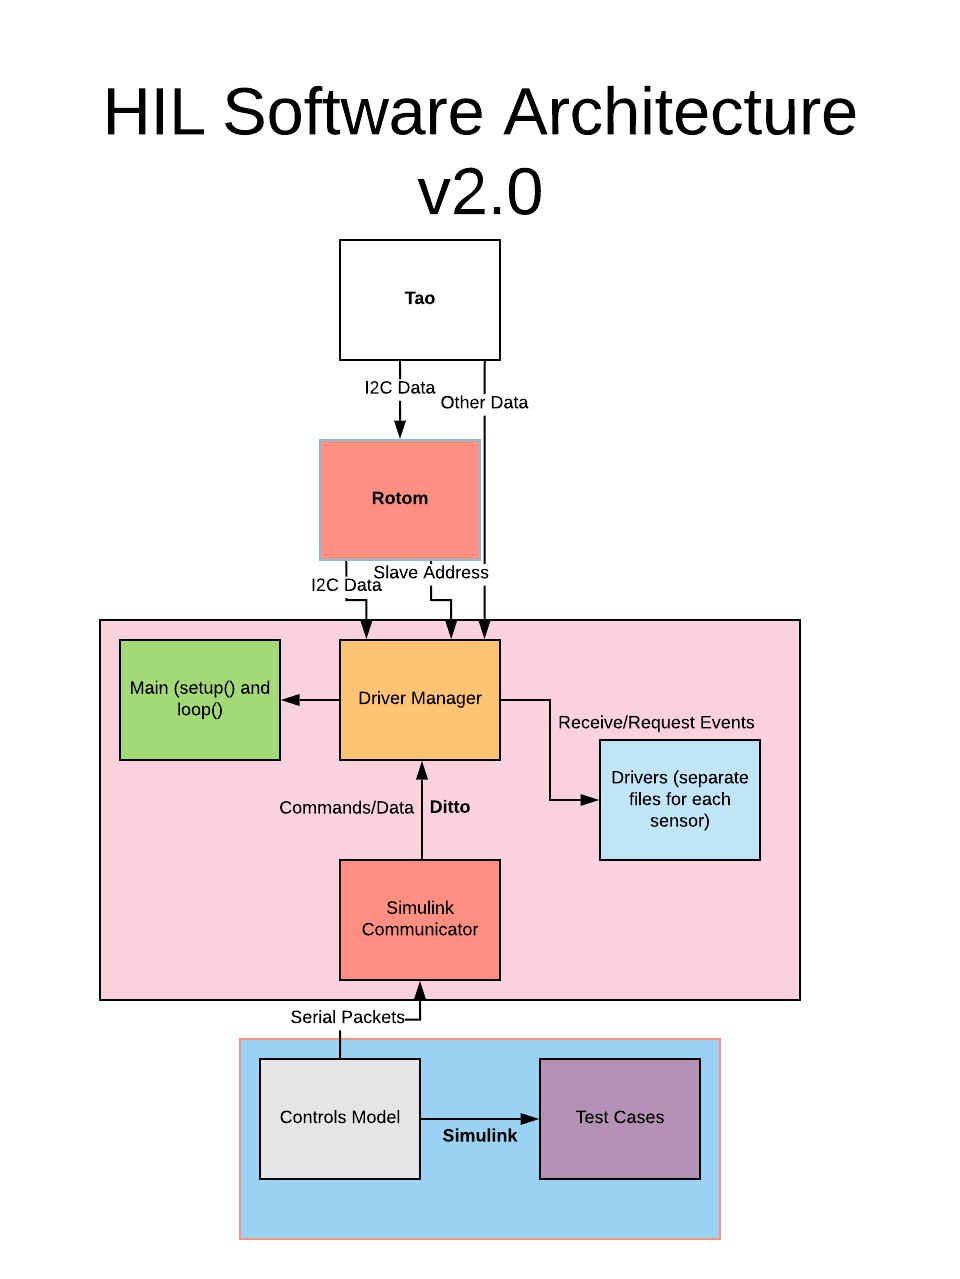 HIL Software Architecture
v2.0
Tao
I2C Data
Other Data
Rotom
Slave Address
I2C Data
Main (setup() and
loop()
Driver Manager
Receive/Request Events
Drivers (separate
files for each
sensor)
Commands/Data
Ditto
Simulink
Communicator
Serial Packets
Controls Model
Simulink
Test Cases